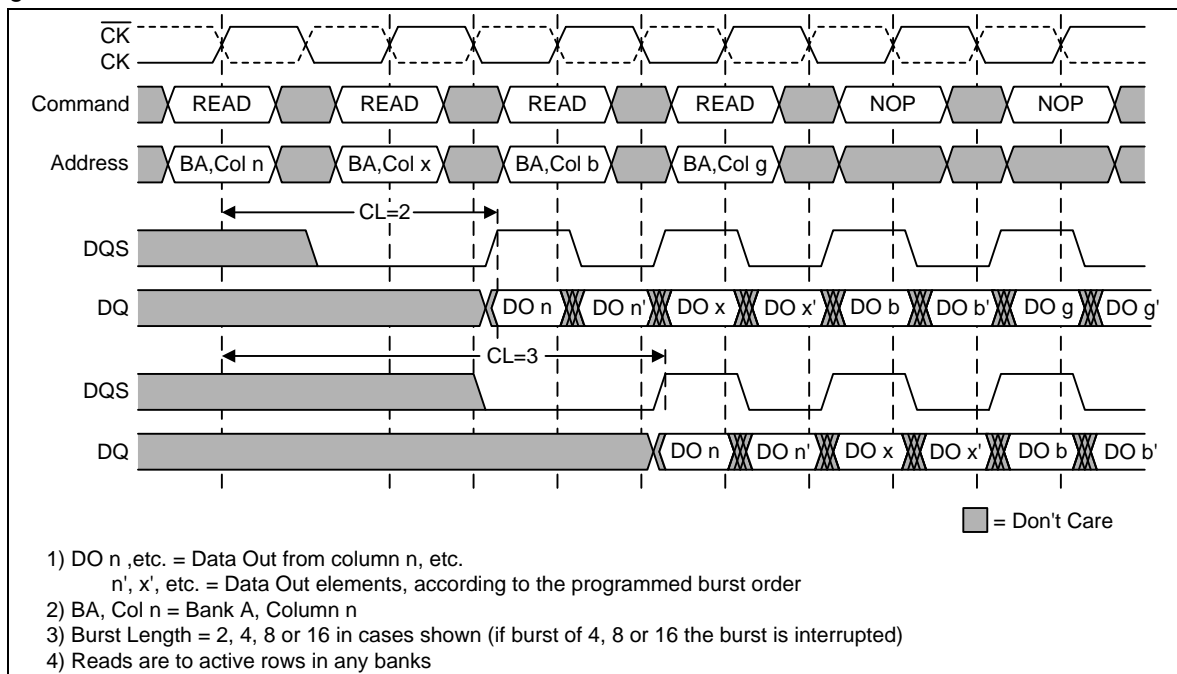 CK
CK
Command READ READ READ READ NOP NOP
Address BA,Col n BA,Col x BA,Col b BA,Col g
CL=2
DQS
DQ DO n DO n' DO x DO x' DO b DO b' DO g DO g'
CL=3
DQS
DQ DO n DO n' DO x DO x' DO b DO b'
= Don't Care
1) DO n ,etc. = Data Out from column n, etc.
n', x', etc. = Data Out elements, according to the programmed burst order
2) BA, Col n = Bank A, Column n
3) Burst Length = 2, 4, 8 or 16 in cases shown (if burst of 4, 8 or 16 the burst is interrupted)
4) Reads are to active rows in any banks